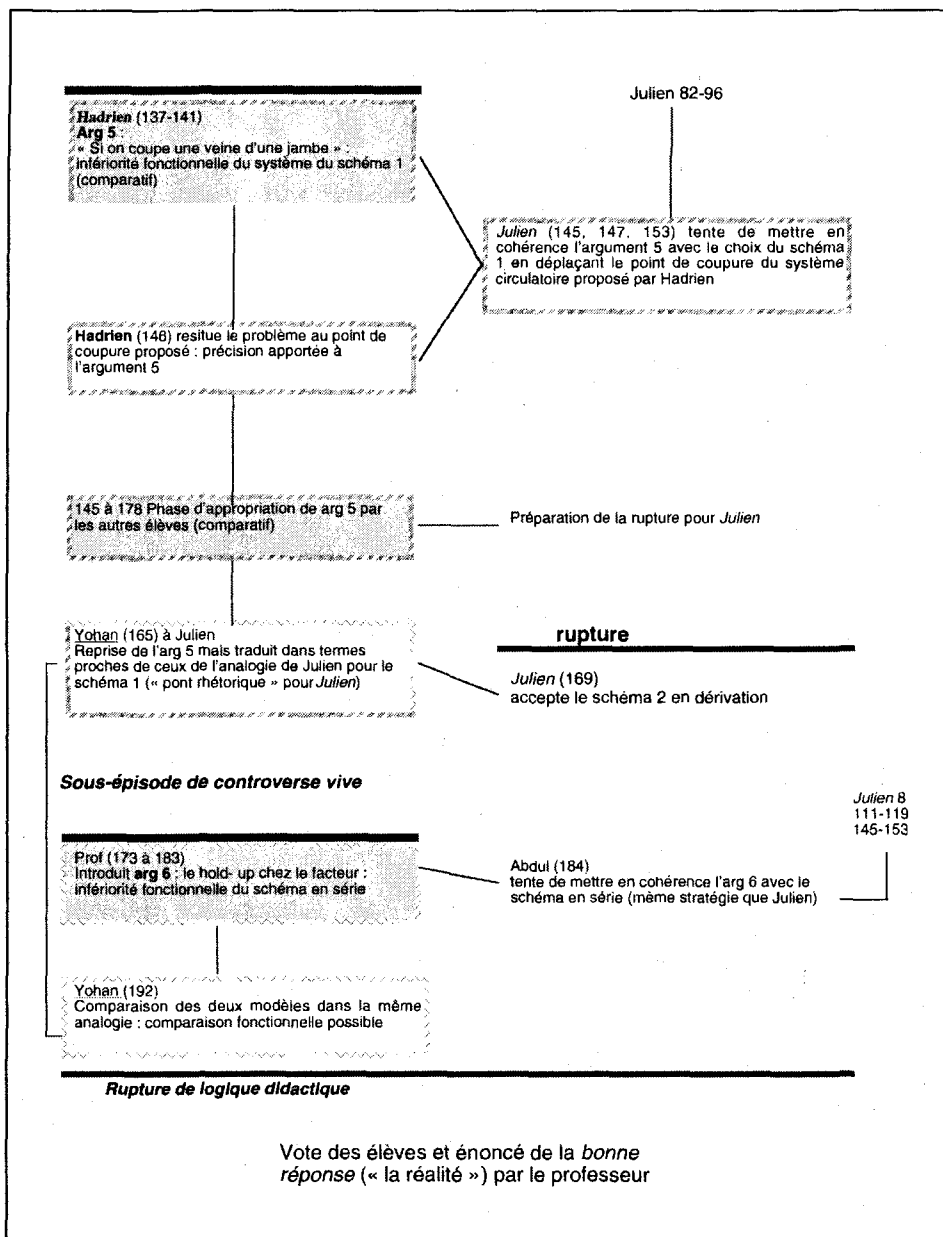 Julien 82-96
Hadrien (137-141)
Arg 5 :
« Si on coupe une veine d'une jambe » :
infériorité fonctionnelle du système du schéma 1
(comparatif)
Julien (145, 147, 153) tente de mettre en
cohérence l'argument 5 avec le choix du schéma
1 en déplaçant le point de coupure du système
circulatoire proposé par Hadrien
Hadrien (148) resitue le problème au point de
coupure proposé : précision apportée à
l'argument 5
145 à 178 Phase d'appropriation de arg 5 par
les autres élèves (comparatif)
Préparation de la rupture pour Julien
Yohan (165) à Julien
Reprise de l'arg 5 mais traduit dans termes
proches de ceux de l'analogie de Julien pour le
schéma 1 (« pont rhétorique » pour Julien)
rupture
Julien (169)
accepte le schéma 2 en dérivation
Sous-épisode de controverse vive
Julien 8
111-119
145-153
Prof (173 à 183)
Introduit arg 6 : le hold- up chez le facteur :
infériorité fonctionnelle du schéma en série
Abdul (184)
tente de mettre en cohérence l'arg 6 avec le
schéma en série (même stratégie que Julien)
Yohan (192)
Comparaison des deux modèles dans la même
analogie : comparaison fonctionnelle possible
Rupture de logique didactique
Vote des élèves et énoncé de la bonne
réponse (« la réalité ») par le professeur